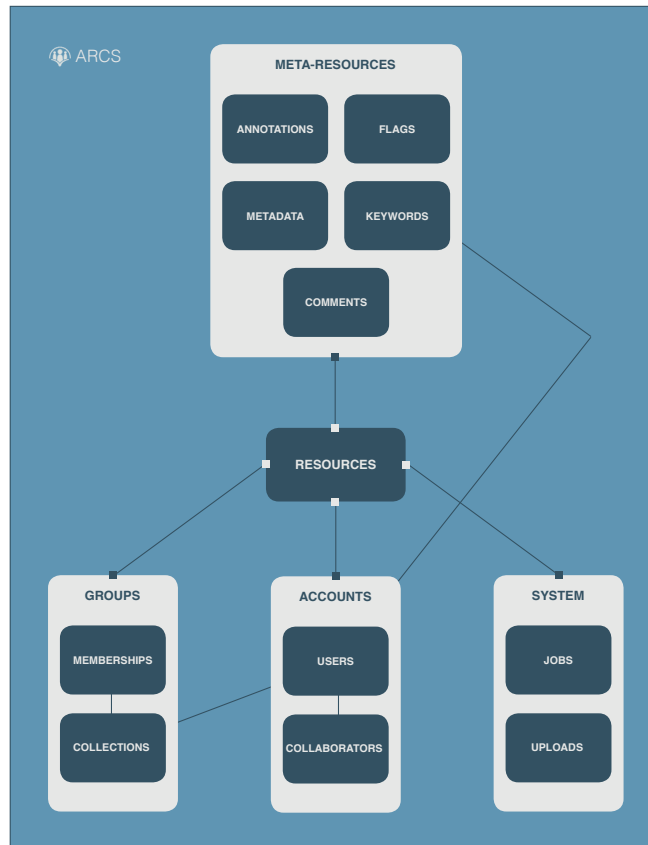 ARCS
META-RESOURCES
ANNOTATIONS
FLAGS
METADATA
KEYWORDS
COMMENTS
RESOURCES
GROUPS
MEMBERSHIPS
COLLECTIONS
ACCOUNTS
USERS
COLLABORATORS
SYSTEM
JOBS
UPLOADS